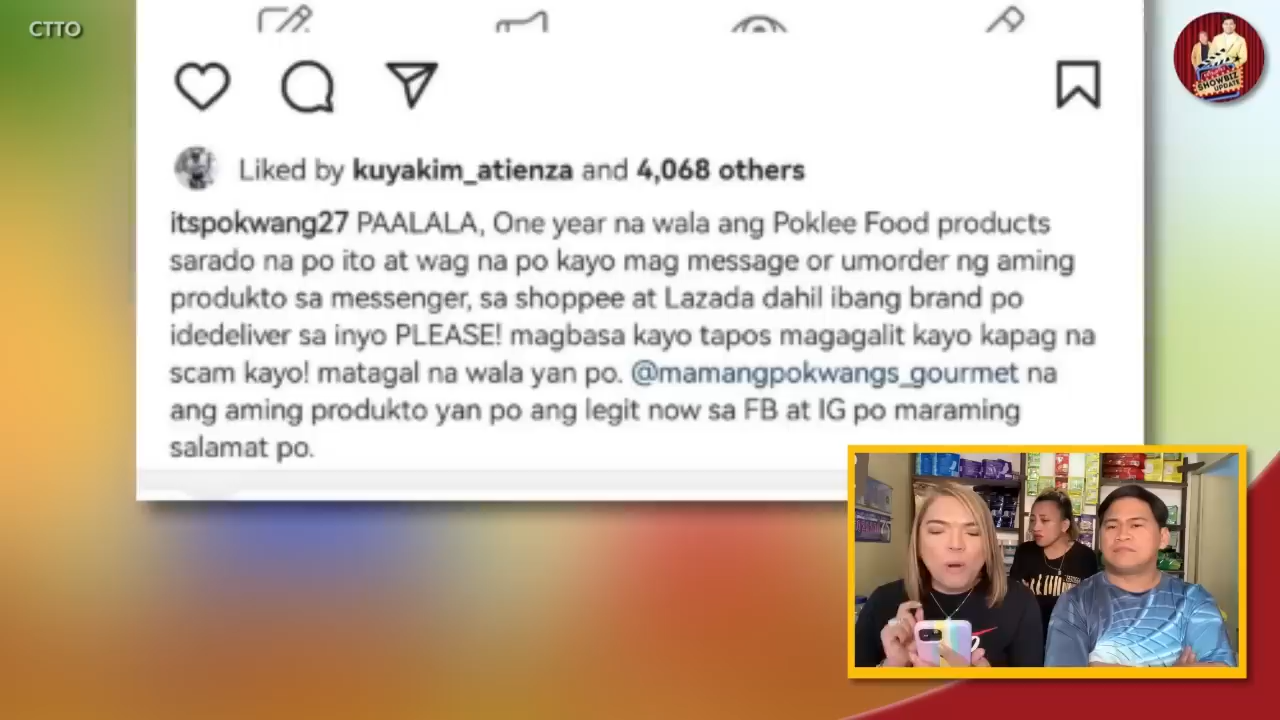 CTTO
SHOWBIZ
UPDATE
Liked by kuyakim_atienza and 4,068 others
itspokwang27 PAALALA, One year na wala ang Poklee Food products
sarado na po ito at wag na po kayo mag message or umorder ng aming
produkto sa messenger, sa shoppee at Lazada dahil ibang brand po
idedeliver sa inyo PLEASE! magbasa kayo tapos magagalit kayo kapag na
scam kayo! matagal na wala yan po. @mamangpokwangs_gourmet na
ang aming produkto yan po ang legit now sa FB at IG po maraming
salamat po.